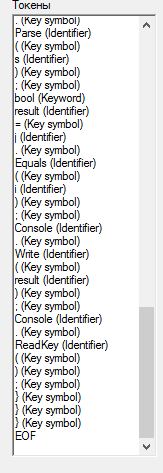 Токены
. (Key symbol)
Parse (Identifier)
( (Key symbol)
s (Identifier)
) (Key symbol)
; (Key symbol)
bool (Keyword)
result (Identifier)
= (Key symbol)
j (Identifier)
. (Key symbol)
Equals (Identifier)
( (Key symbol)
i (Identifier)
) (Key symbol)
; (Key symbol)
Console (Identifier)
. (Key symbol)
Write (Identifier)
( (Key symbol)
result (Identifier)
) (Key symbol)
; (Key symbol)
Console (Identifier)
. (Key symbol)
ReadKey (Identifier)
( (Key symbol)
) (Key symbol)
; (Key symbol)
} (Key symbol)
} (Key symbol)
} (Key symbol)
EOF